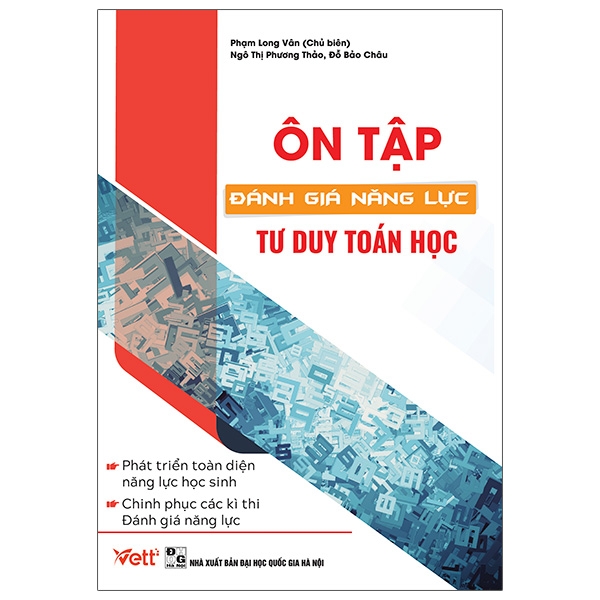 Phạm Long Vân (Chủ biên)
Ngô Thị Phương Thảo, Đỗ Bảo Châu
ÔN TẬP
ĐÁNH GIÁ NĂNG LỰC
TƯ DUY TOÁN HỌC
Phát triển toàn diện
năng lực học sinh
Chinh phục các kì thi
Đánh giá năng lực
Vett
HÀ NỘI
NHÀ XUẤT BẢN ĐẠI HỌC QUỐC GIA HÀ NỘI